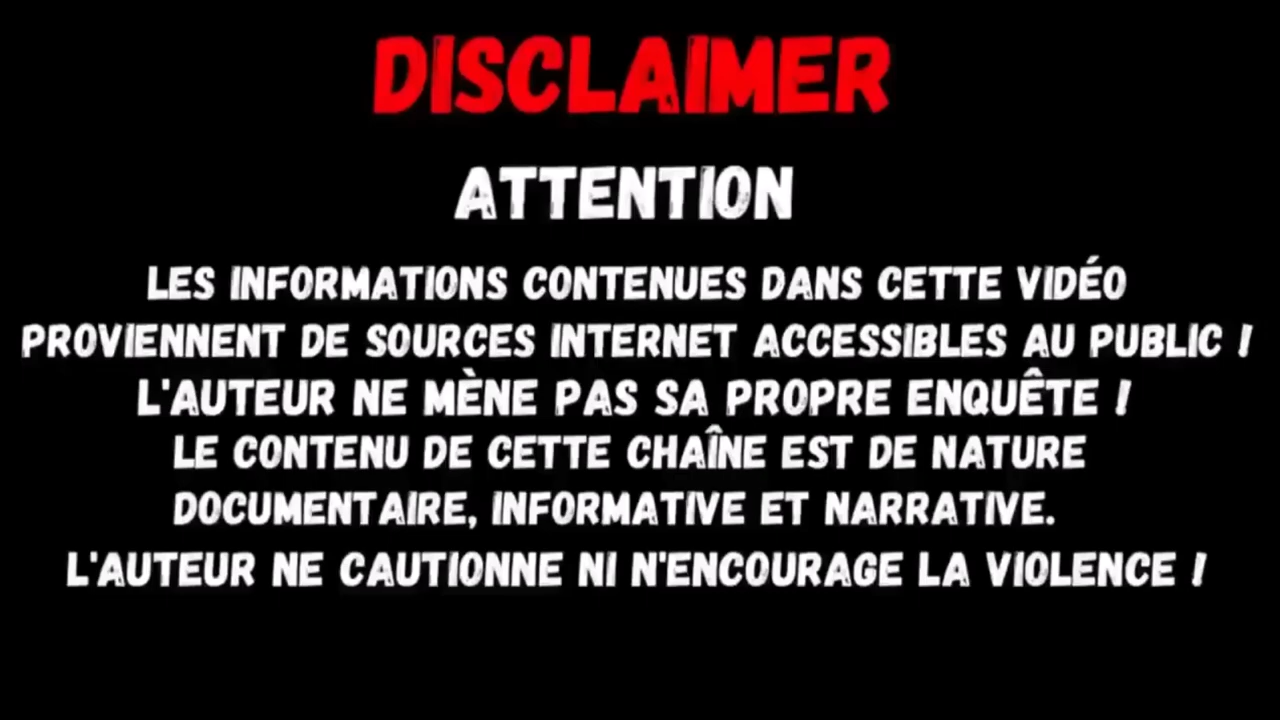 DISCLAIMER
ATTENTION
LES INFORMATIONS CONTENUES DANS CETTE VIDÉO
PROVIENNENT DE SOURCES INTERNET ACCESSIBLES AU PUBLIC !
L'AUTEUR NE MÈNE PAS SA PROPRE ENQUÊTE !
LE CONTENU DE CETTE CHAÎNE EST DE NATURE
DOCUMENTAIRE, INFORMATIVE ET NARRATIVE.
L'AUTEUR NE CAUTIONNE NI N'ENCOURAGE LA VIOLENCE !